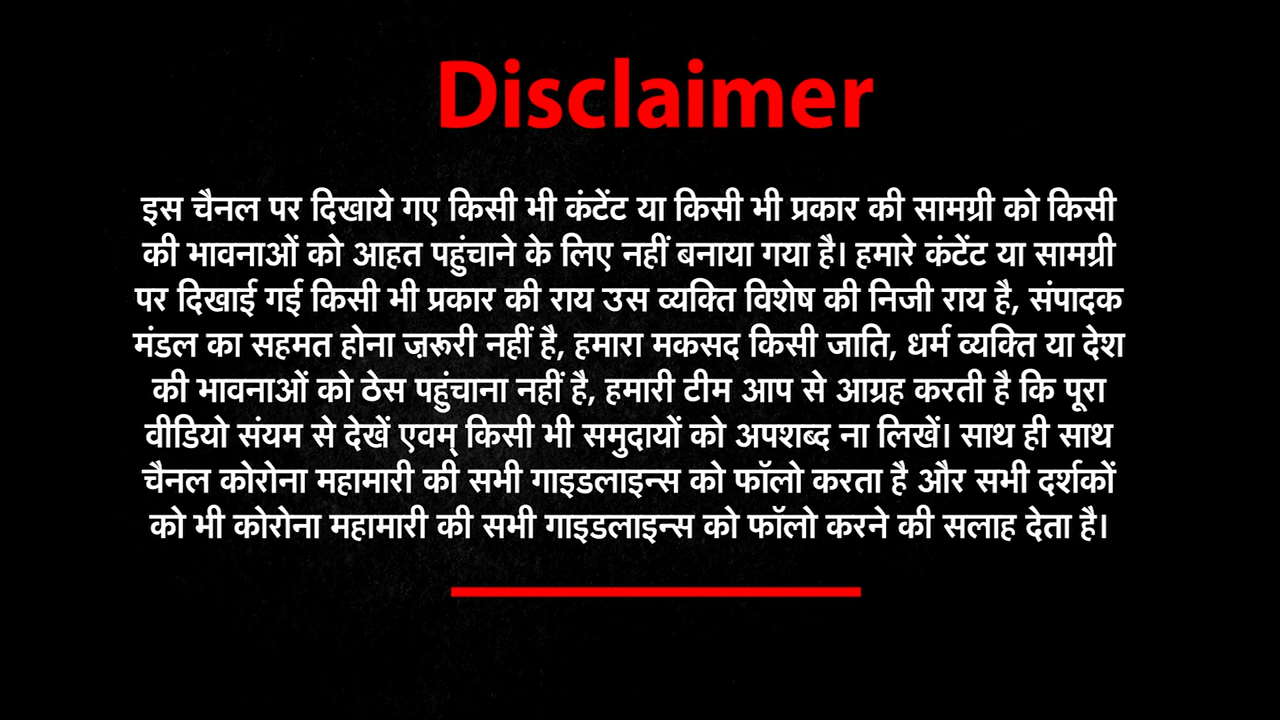 Disclaimer
इस चैनल पर दिखाये गए किसी भी कंटेंट या किसी भी प्रकार की सामग्री को किसी
की भावनाओं को आहत पहुंचाने के लिए नहीं बनाया गया है। हमारे कंटेंट या सामग्री
पर दिखाई गई किसी भी प्रकार की राय उस व्यक्ति विशेष की निजी राय है, संपादक
मंडल का सहमत होना ज़रूरी नहीं है, हमारा मकसद किसी जाति, धर्म व्यक्ति या देश
की भावनाओं को ठेस पहुंचाना नहीं है, हमारी टीम आप से आग्रह करती है कि पूरा
वीडियो संयम से देखें एवम् किसी भी समुदायों को अपशब्द ना लिखें। साथ ही साथ
चैनल कोरोना महामारी की सभी गाइडलाइन्स को फॉलो करता है और सभी दर्शकों
को भी कोरोना महामारी की सभी गाइडलाइन्स को फॉलो करने की सलाह देता है।